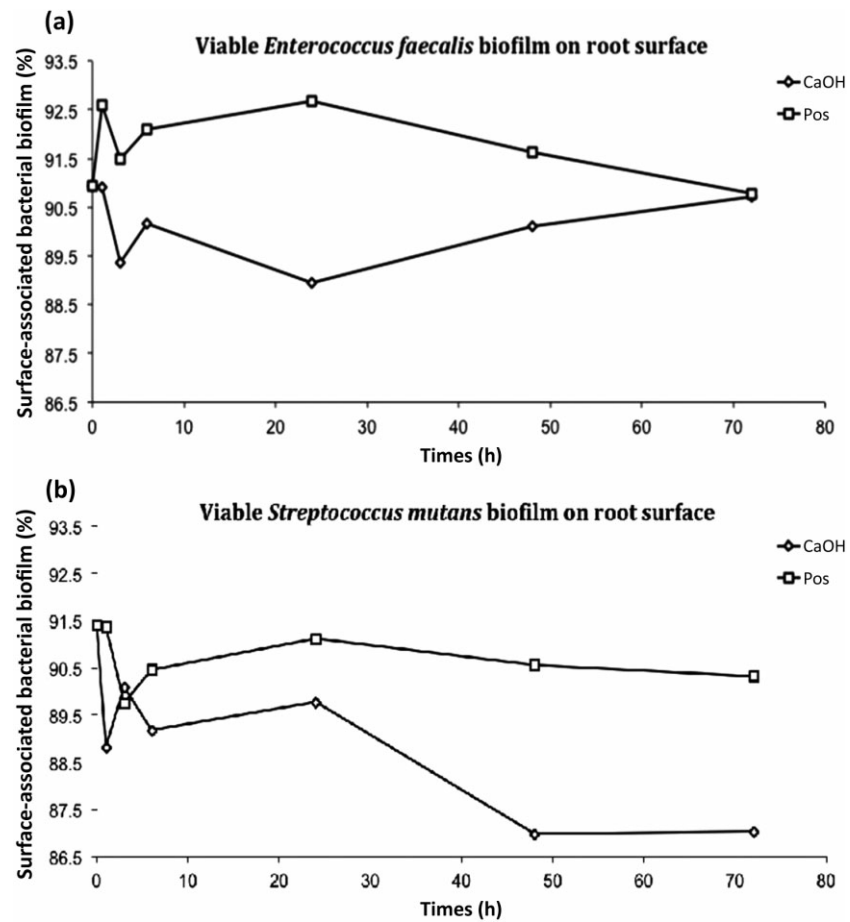 (a)
Viable Enterococcus faecalis biofilm on root surface
Surface-associated bacterial biofilm (%)
93.5
92.5
91.5
90.5
89.5
88.5
87.5
86.5
0 10 20 30 40 50 60 70 80
Times (h)
CaOH
Pos
(b)
Viable Streptococcus mutans biofilm on root surface
Surface-associated bacterial biofilm (%)
93.5
92.5
91.5
90.5
89.5
88.5
87.5
86.5
0 10 20 30 40 50 60 70 80
Times (h)
CaOH
Pos